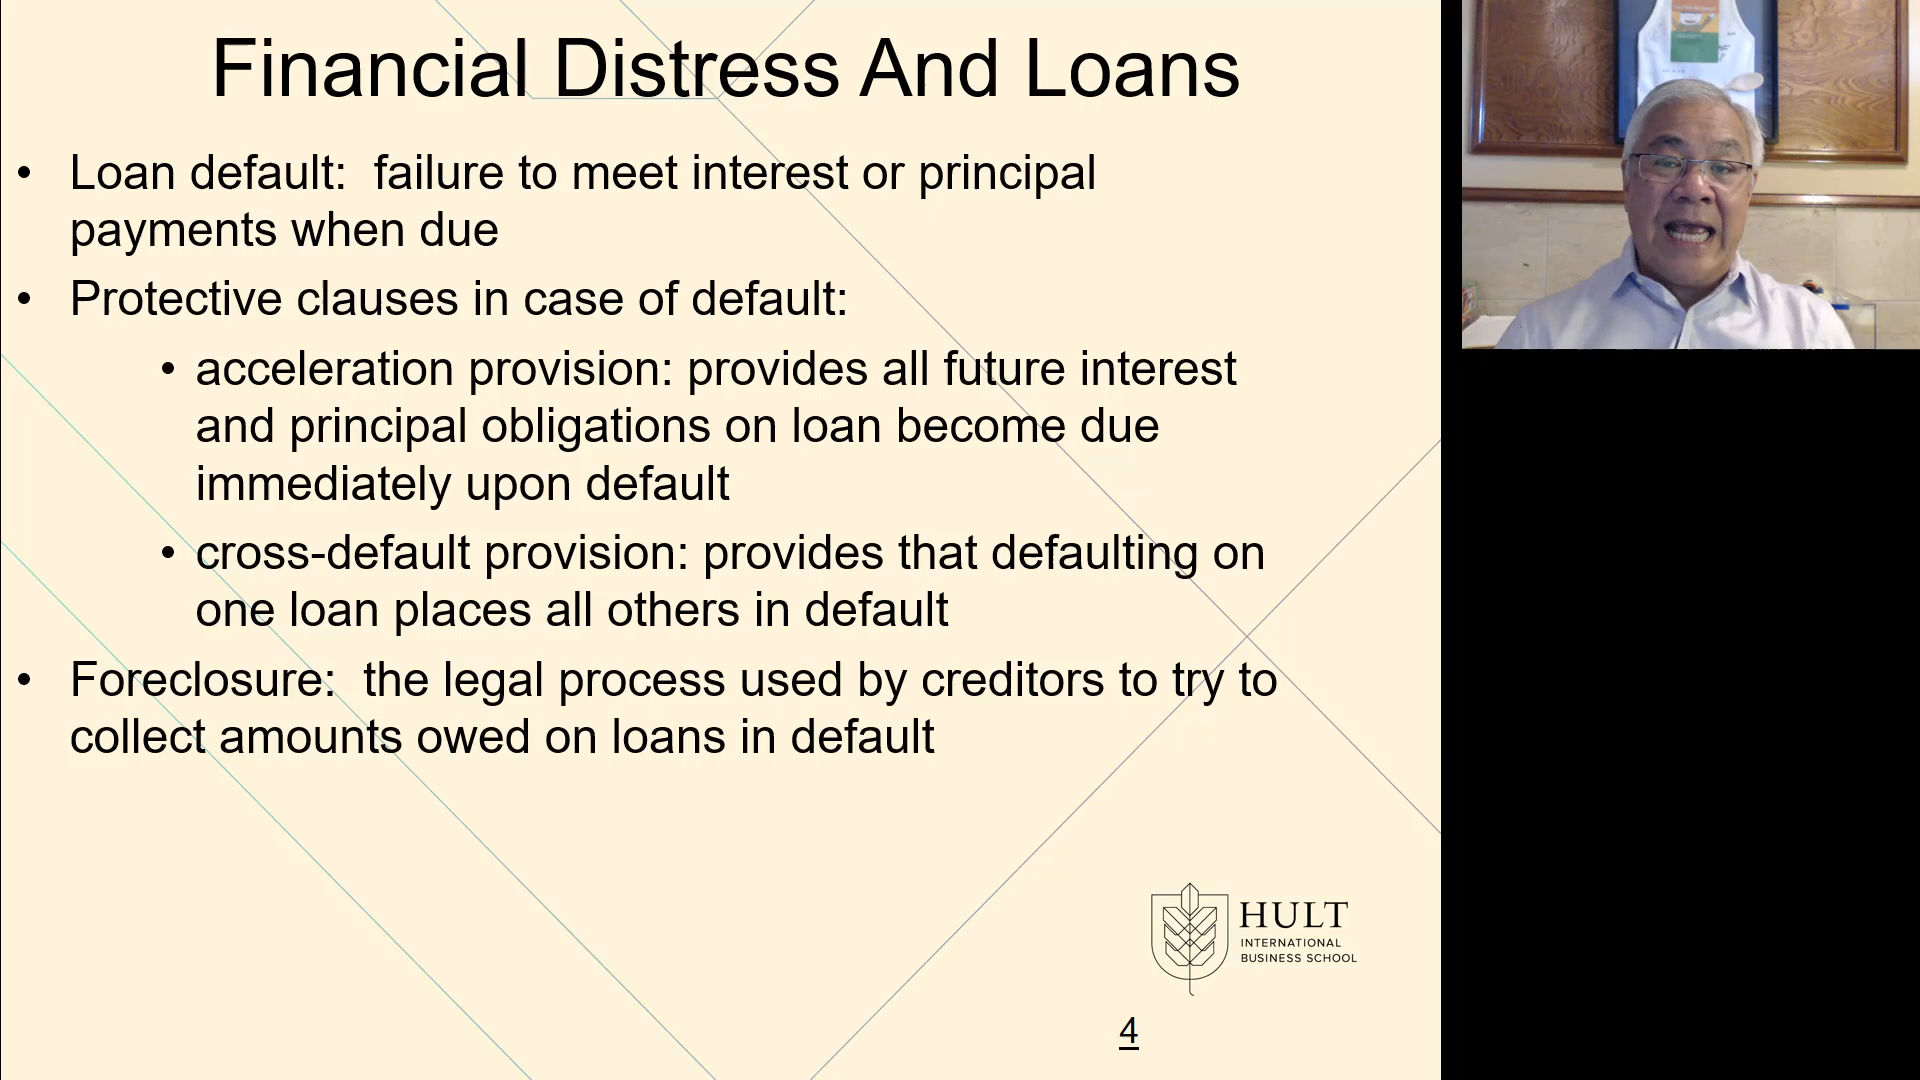 Financial Distress And Loans
• Loan default: failure to meet interest or principal
payments when due
• Protective clauses in case of default:
• acceleration provision: provides all future interest
and principal obligations on loan become due
immediately upon default
• cross-default provision: provides that defaulting on
one loan places all others in default
• Foreclosure: the legal process used by creditors to try to
collect amounts owed on loans in default
HULT
INTERNATIONAL
BUSINESS SCHOOL
4